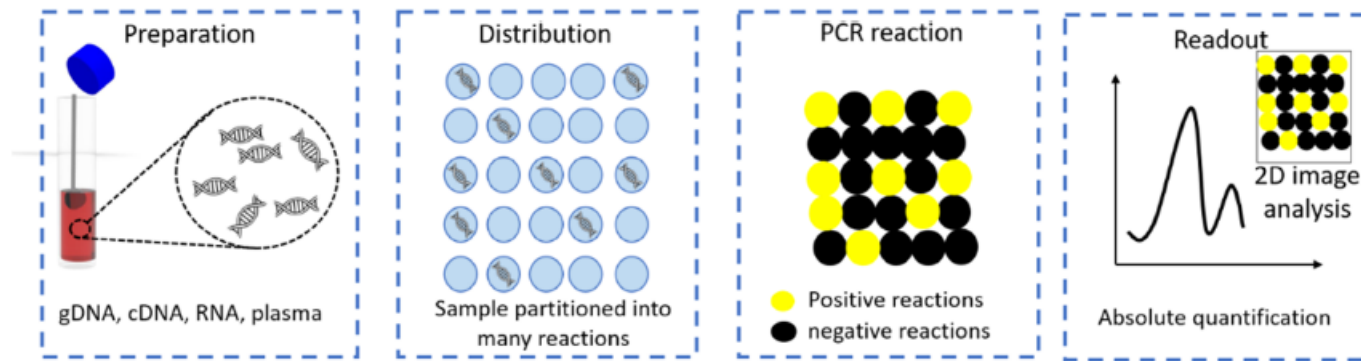 Preparation
gDNA, cDNA, RNA, plasma
Distribution
Sample partitioned into
many reactions
PCR reaction
Positive reactions
negative reactions
Readout
2D image
analysis
Absolute quantification